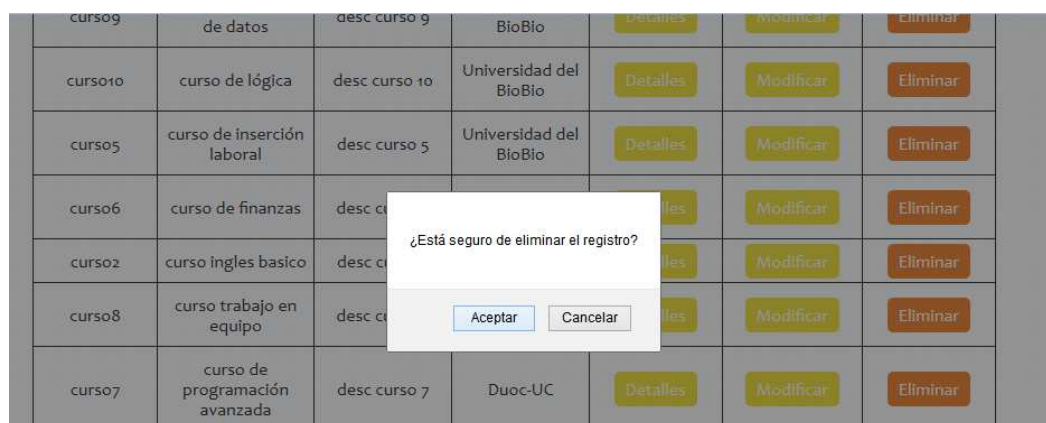 curso9
de datos
desc curso 9
BioBio
Detalles
Modificar
Eliminar
curso10
curso de lógica
desc curso 10
Universidad del
BioBio
Detalles
Modificar
Eliminar
curso5
curso de inserción
laboral
desc curso 5
Universidad del
BioBio
Detalles
Modificar
Eliminar
curso6
curso de finanzas
desc
Modificar
Eliminar
¿Está seguro de eliminar el registro?
curso2
curso ingles basico
desc
Modificar
Eliminar
curso8
curso trabajo en
equipo
desc
Aceptar
Cancelar
Modificar
Eliminar
curso7
curso de
programación
avanzada
desc curso 7
Duoc-UC
Detalles
Modificar
Eliminar